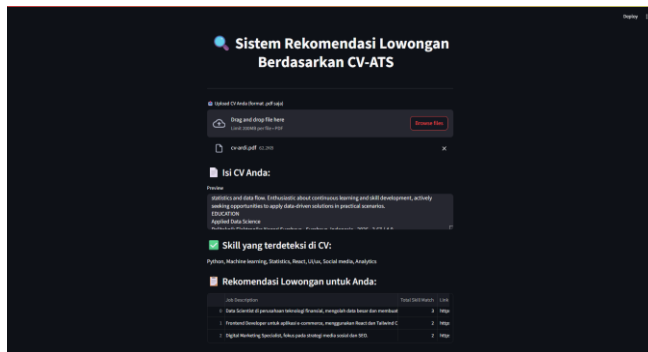 Deploy
🔍 Sistem Rekomendasi Lowongan
Berdasarkan CV-ATS
Upload CV Anda (format .pdf saja)
Drag and drop file here
Limit 200MB per file • PDF
Browse files
cv-ardi.pdf
Isi CV Anda:
Preview
statistics and data flow. Enthusiastic about continuous learning and skill development, actively
seeking opportunities to apply data-driven solutions in practical scenarios.
EDUCATION
Applied Data Science
✅ Skill yang terdeteksi di CV:
Python, Machine learning, Statistics, React, Ui/ux, Social media, Analytics
Rekomendasi Lowongan untuk Anda:
Job Description Total Skill Match Link
0 Data Scientist di perusahaan teknologi finansial, mengolah data besar dan membuat 3 https
1 Frontend Developer untuk aplikasi e-commerce, menggunakan React dan Tailwind C 2 https
2 Digital Marketing Specialist, fokus pada strategi media sosial dan SEO. 2 https